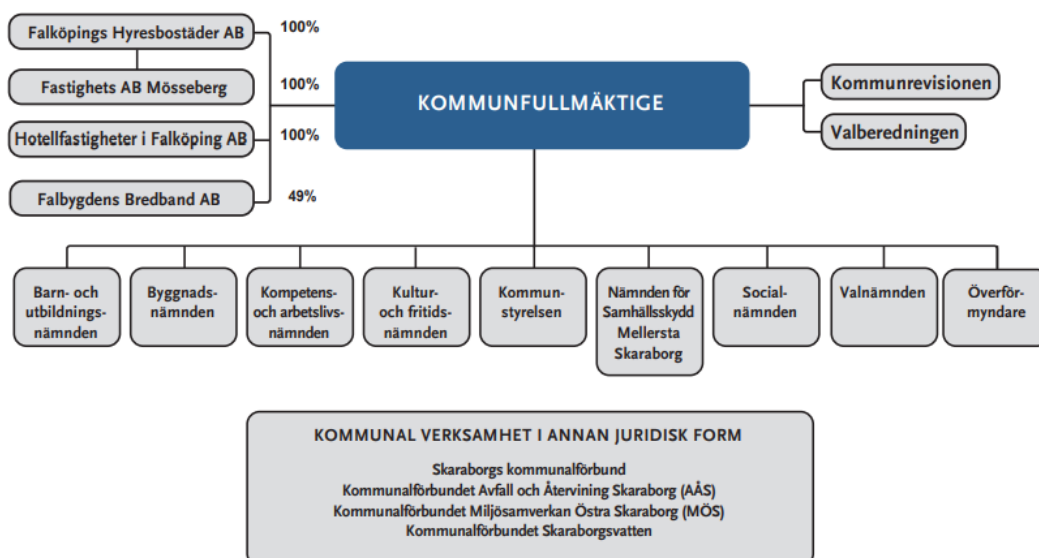 Falköpings Hyresbostäder AB
100%
Fastighets AB Mösseberg
100%
Hotellfastigheter i Falköping AB
100%
Falbygdens Bredband AB
49%
KOMMUNFULLMÄKTIGE
Kommunrevisionen
Valberedningen
Barn- och
utbildnings-
nämnden
Byggnads-
nämnden
Kompetens-
och arbetslivs-
nämnden
Kultur-
och fritids-
nämnden
Kommun-
styrelsen
Nämnden för
Samhällsskydd
Mellersta
Skaraborg
Social-
nämnden
Valnämnden
Överför-
myndare
KOMMUNAL VERKSAMHET I ANNAN JURIDISK FORM
Skaraborgs kommunalförbund
Kommunalförbundet Avfall och Återvining Skaraborg (AÅS)
Kommunalförbundet Miljösamverkan Östra Skaraborg (MÖS)
Kommunalförbundet Skaraborgsvatten